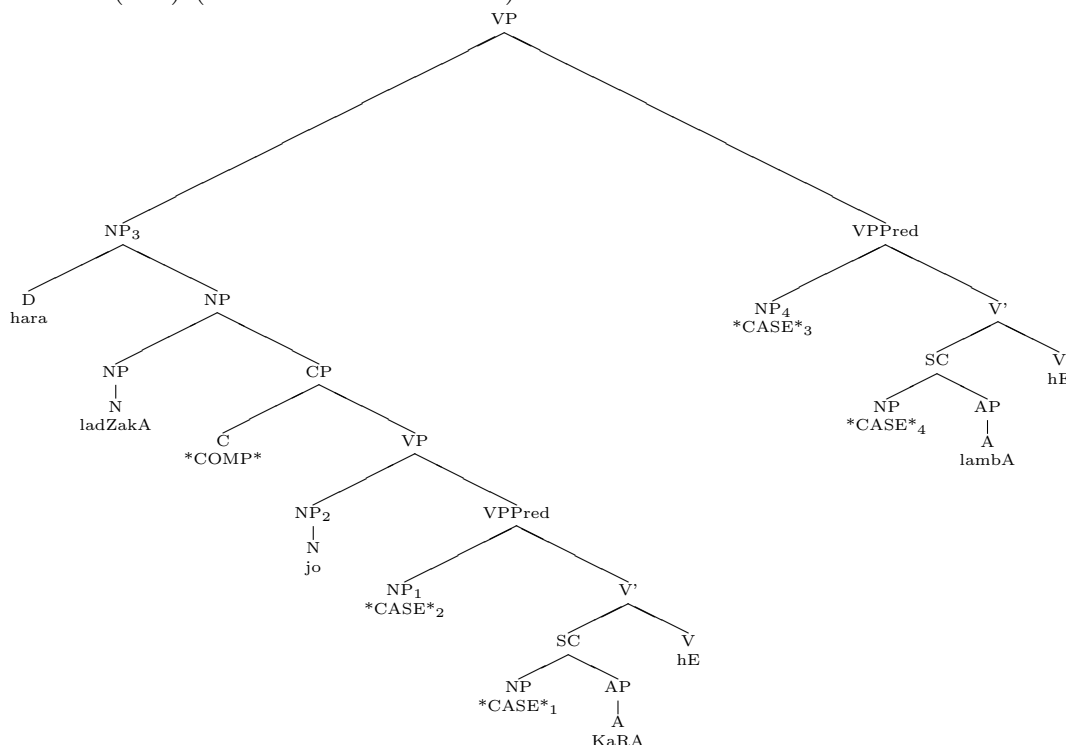 VP
NP₃ VPPred
D NP NP₄ V'
hara *CASE*₃
NP CP SC V
ladZakA hE
N NP AP
*CASE*₄
C VP A
*COMP* lambA
NP₂ VPPred
N
jo
NP₁ V'
*CASE*₂
SC V
hE
NP AP
*CASE*₁
A
KaRA